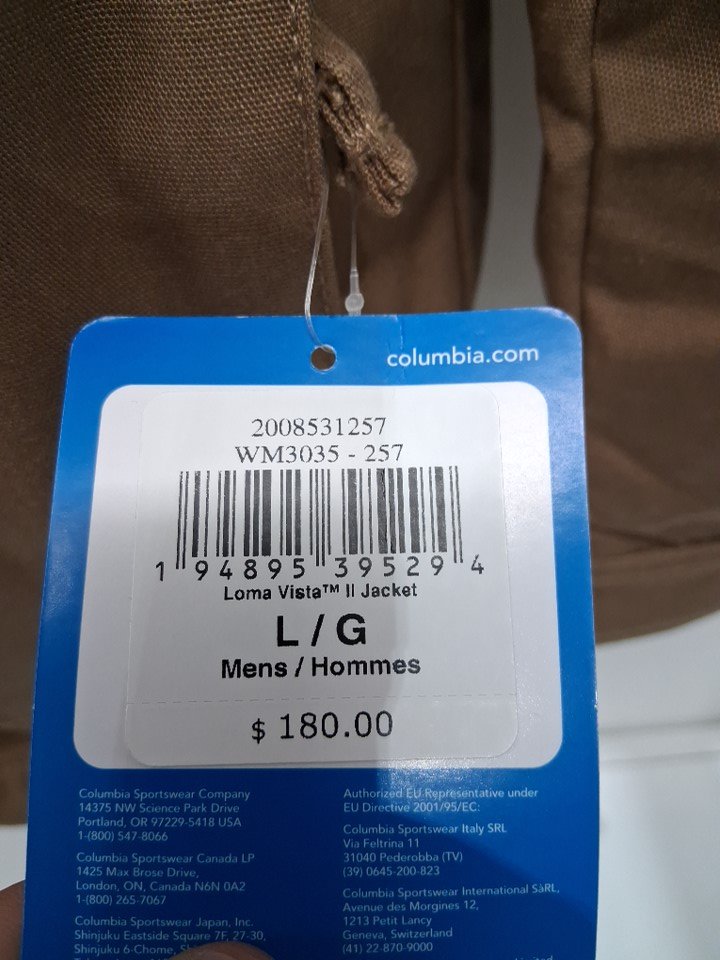 columbia.com
2008531257
WM3035 - 257
1 94895 39529 4
Loma Vista™ II Jacket
L / G
Mens / Hommes
$ 180.00
Columbia Sportswear Company
14375 NW Science Park Drive
Portland, OR 97229-5418 USA
1-(800) 547-8066
Columbia Sportswear Canada LP
1425 Max Brose Drive,
London, ON, Canada N6N 0A2
1-(800) 265-7067
Columbia Sportswear Japan, Inc.
Shinjuku Eastside Square 7F, 27-30,
Shinjuku 6-Chome,
Authorized EU Representative under
EU Directive 2001/95/EC:
Columbia Sportswear Italy SRL
Via Feltrina 11
31040 Pederobba (TV)
(39) 0645-200-823
Columbia Sportswear International SàRL,
Avenue des Morgines 12,
1213 Petit Lancy
Geneva, Switzerland
(41) 22-870-9000